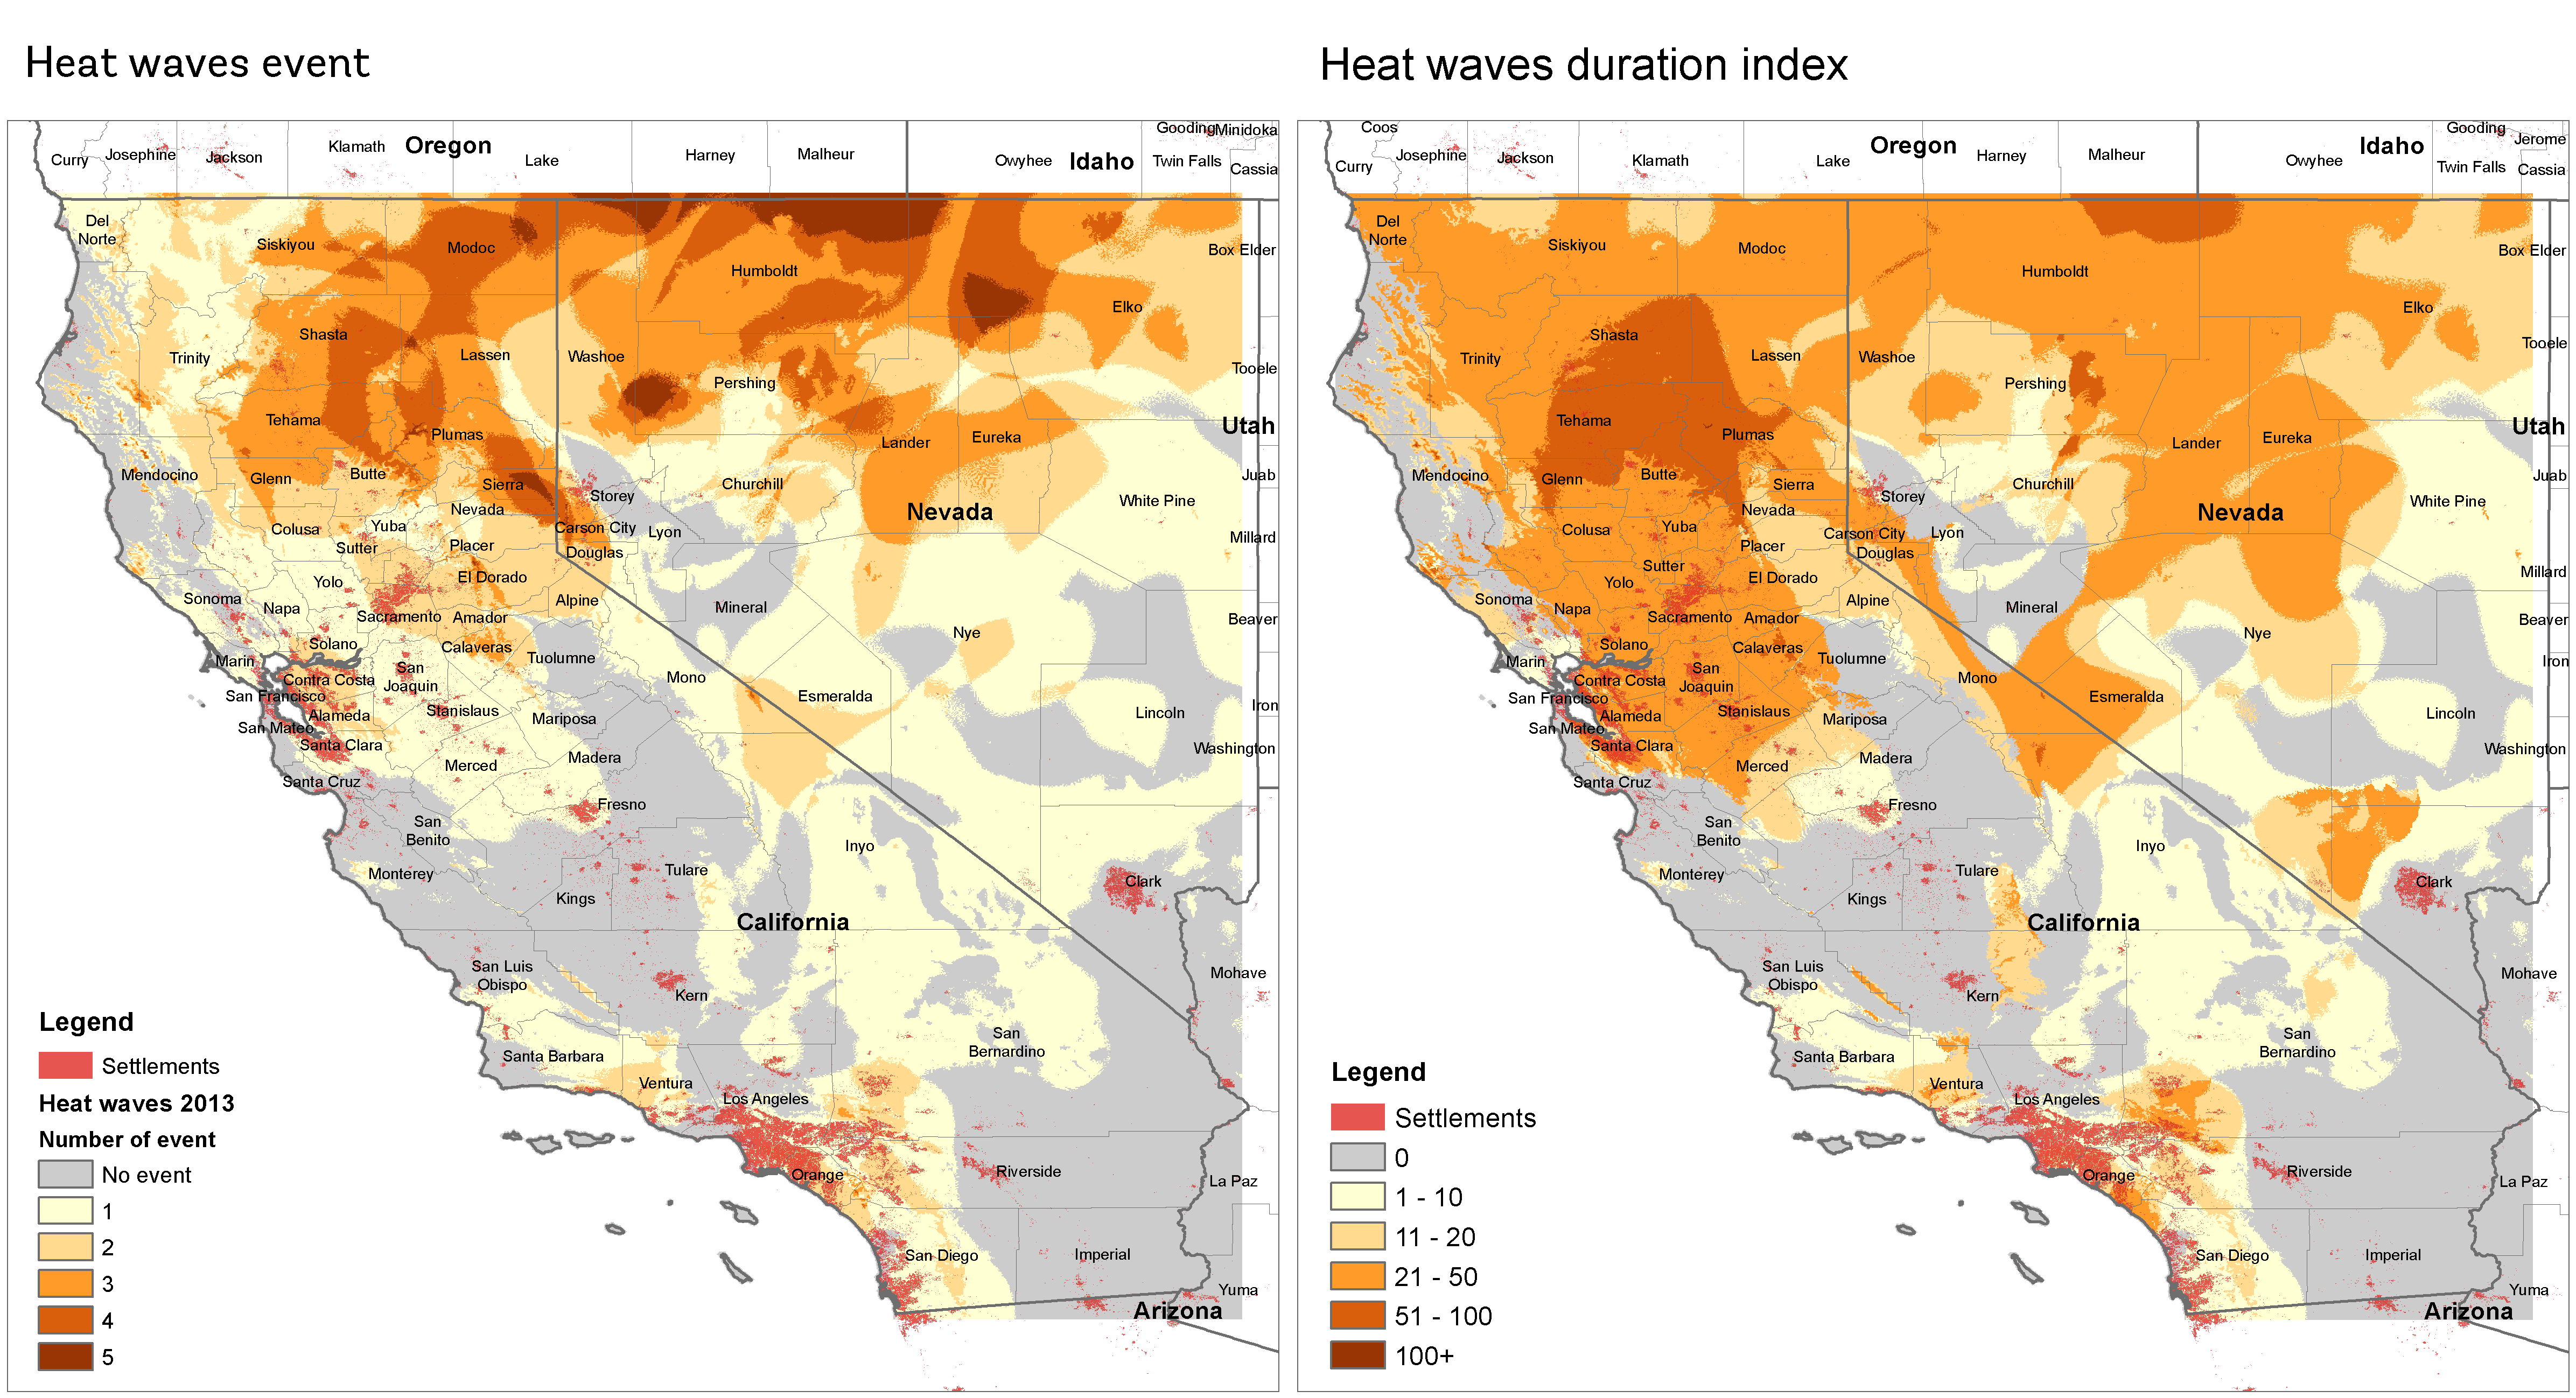 Heat waves event
Curry
Josephine
Jackson
Klamath
Oregon
Lake
Harney
Malheur
Owyhee
Idaho
Gooding
Minidoka
Twin Falls
Cassia
Del
Norte
Siskiyou
Modoc
Humboldt
Box Elder
Elko
Shasta
Trinity
Lassen
Washoe
Pershing
Tooele
Utah
Tehama
Plumas
Lander
Eureka
Mendocino
Glenn
Butte
Sierra
Storey
Churchill
Juab
White Pine
Nevada
Nevada
Colusa
Yuba
Carson City
Lyon
Millard
Sutter
Placer
Douglas
Yolo
El Dorado
Sonoma
Napa
Alpine
Mineral
Sacramento
Amador
Beaver
Solano
Calaveras
Nye
Marin
Tuolumne
San
Joaquin
Contra Costa
Mono
San Francisco
Esmeralda
Alameda
Stanislaus
Mariposa
Lincoln
Iron
San Mateo
Santa Clara
Washington
Merced
Madera
Santa Cruz
Fresno
San
Benito
Inyo
Monterey
Tulare
Clark
Kings
California
San Luis
Obispo
Kern
Mohave
San
Bernardino
Santa Barbara
Ventura
Los Angeles
Orange
Riverside
La Paz
San Diego
Imperial
Yuma
Arizona
Legend
Settlements
Heat waves 2013
Number of event
No event
1
2
3
4
5
Heat waves duration index
Coos
Curry
Josephine
Jackson
Klamath
Lake
Oregon
Harney
Malheur
Owyhee
Idaho
Gooding
Jerome
Twin Falls
Cassia
Del
Norte
Siskiyou
Modoc
Humboldt
Box Elder
Elko
Shasta
Trinity
Lassen
Washoe
Pershing
Tooele
Utah
Tehama
Plumas
Lander
Eureka
Mendocino
Glenn
Butte
Sierra
Storey
Churchill
Juab
White Pine
Nevada
Nevada
Colusa
Yuba
Carson City
Lyon
Placer
Douglas
Sutter
Millard
Yolo
El Dorado
Sonoma
Napa
Alpine
Mineral
Sacramento
Amador
Beaver
Solano
Calaveras
Nye
Marin
Tuolumne
Iron
San
Joaquin
Contra Costa
Mono
San Francisco
Esmeralda
Alameda
Stanislaus
Mariposa
Lincoln
San Mateo
Santa Clara
Washington
Merced
Madera
Santa Cruz
Fresno
San
Benito
Inyo
Monterey
Tulare
Clark
Kings
California
San Luis
Obispo
Kern
Mohave
San
Bernardino
Santa Barbara
Ventura
Los Angeles
Orange
Riverside
La Paz
San Diego
Imperial
Yuma
Arizona
Legend
Settlements
0
1 - 10
11 - 20
21 - 50
51 - 100
100+